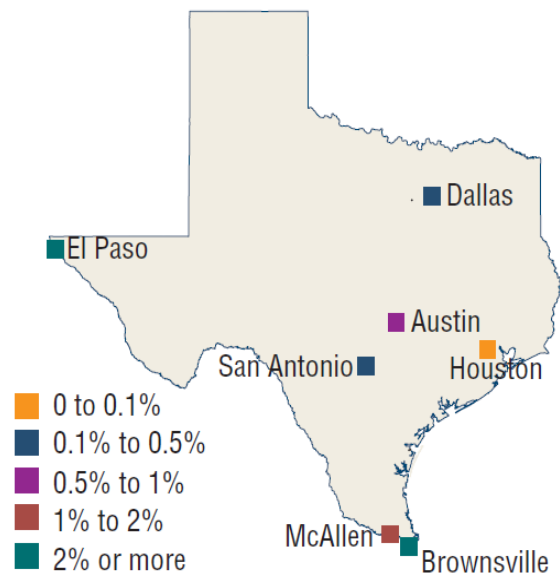 Dallas
El Paso
Austin
San Antonio
Houston
0 to 0.1%
0.1% to 0.5%
0.5% to 1%
1% to 2%
McAllen
2% or more
Brownsville